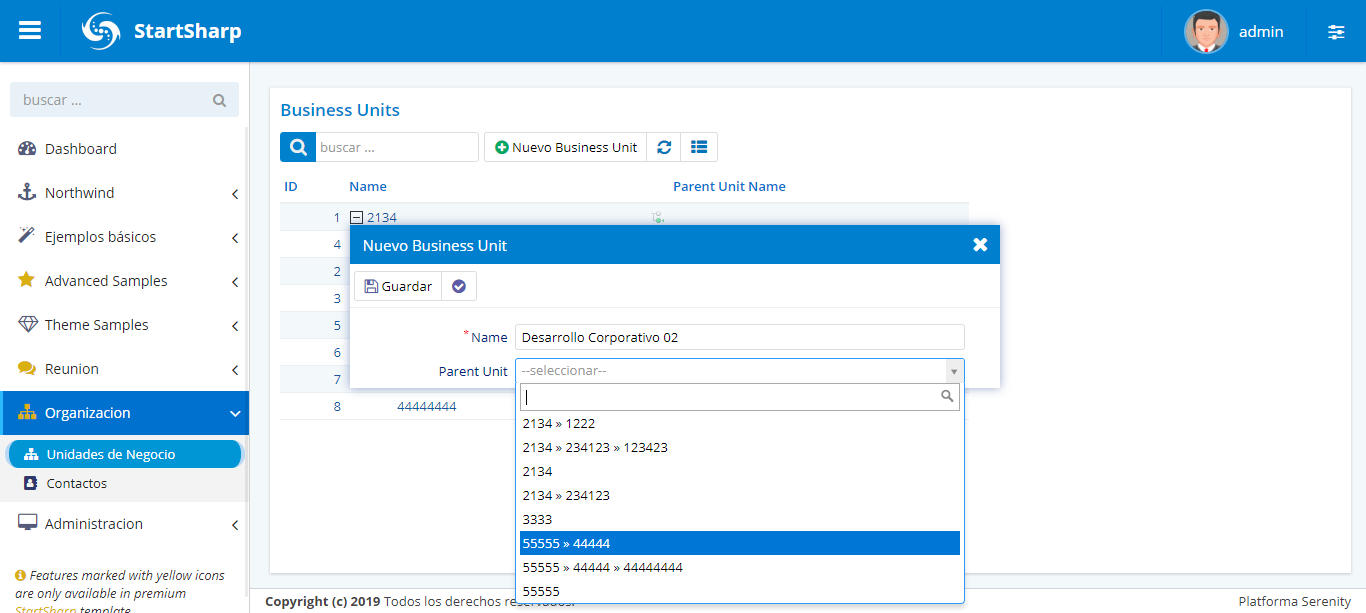 StartSharp
admin
buscar ...
Dashboard
Northwind
Ejemplos básicos
Advanced Samples
Theme Samples
Reunion
Organizacion
Unidades de Negocio
Contactos
Administracion
Features marked with yellow icons
are only available in premium
StartSharp template.
Business Units
buscar ...
Nuevo Business Unit
ID Name Parent Unit Name
1 2134
4
2
3
5
6
7
8 44444444
Nuevo Business Unit
Guardar
* Name Desarrollo Corporativo 02
Parent Unit --seleccionar--
2134 » 1222
2134 » 234123 » 123423
2134
2134 » 234123
3333
55555 » 44444
55555 » 44444 » 44444444
55555
Copyright (c) 2019 Todos los derechos reservados.
Platforma Serenity